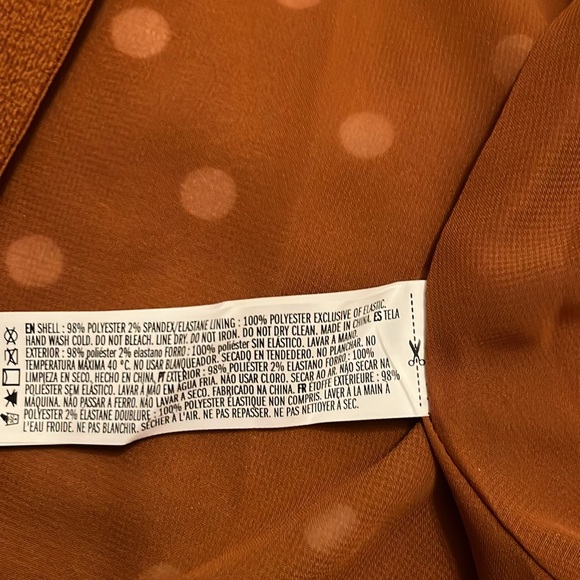 EN SHELL : 98% POLYESTER 2% SPANDEX/ELASTANE LINING : 100% POLYESTER EXCLUSIVE OF ELASTIC.
HAND WASH COLD. DO NOT BLEACH. LINE DRY. DO NOT IRON. DO NOT DRY CLEAN. MADE IN CHINA. ES TELA
EXTERIOR : 98% poliéster 2% elastano FORRO : 100% poliéster SIN ELÁSTICO. LAVAR A MANO.
TEMPERATURA MÁXIMA 40 °C. NO USAR BLANQUEADOR. SECADO EN TENDEDERO. NO PLANCHAR. NO
LIMPIEZA EN SECO. HECHO EN CHINA. PT EXTERIOR : 98% POLIÉSTER 2% ELASTANO FORRO : 100%
POLIÉSTER SEM ELÁSTICO. LAVAR À MÃO EM AGUA FRIA. NÃO USAR CLORO. SECAR AO AR. NÃO SECAR NA
MÁQUINA. NÃO PASSAR A FERRO. NÃO LAVAR A SECO. FABRICADO NA CHINA. FR ÉTOFFE EXTÉRIEURE : 98%
POLYESTER 2% ÉLASTANE DOUBLURE : 100% POLYESTER ÉLASTIQUE NON COMPRIS. LAVER À LA MAIN À
L'EAU FROIDE. NE PAS BLANCHIR. SÉCHER À L'AIR. NE PAS REPASSER. NE PAS NETTOYER À SEC.